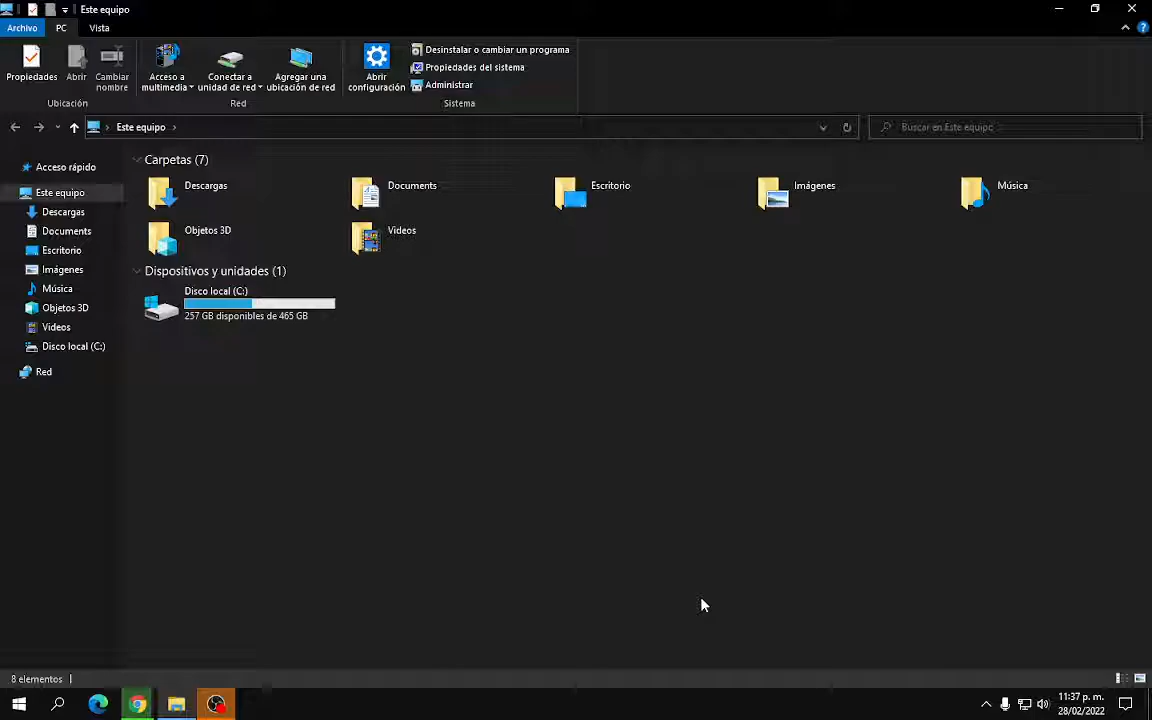 Este equipo
Archivo PC Vista
Propiedades
Abrir
Cambiar nombre
Ubicación
Acceso a multimedia
Conectar a unidad de red
Agregar una ubicación de red
Red
Abrir configuración
Desinstalar o cambiar un programa
Propiedades del sistema
Administrar
Sistema
Este equipo
Buscar en Este equipo
Acceso rápido
Este equipo
Descargas
Documents
Escritorio
Imágenes
Música
Objetos 3D
Videos
Disco local (C:)
Red
Carpetas (7)
Descargas
Documents
Escritorio
Imágenes
Música
Objetos 3D
Videos
Dispositivos y unidades (1)
Disco local (C:)
257 GB disponibles de 465 GB
8 elementos
11:37 p. m.
28/02/2022